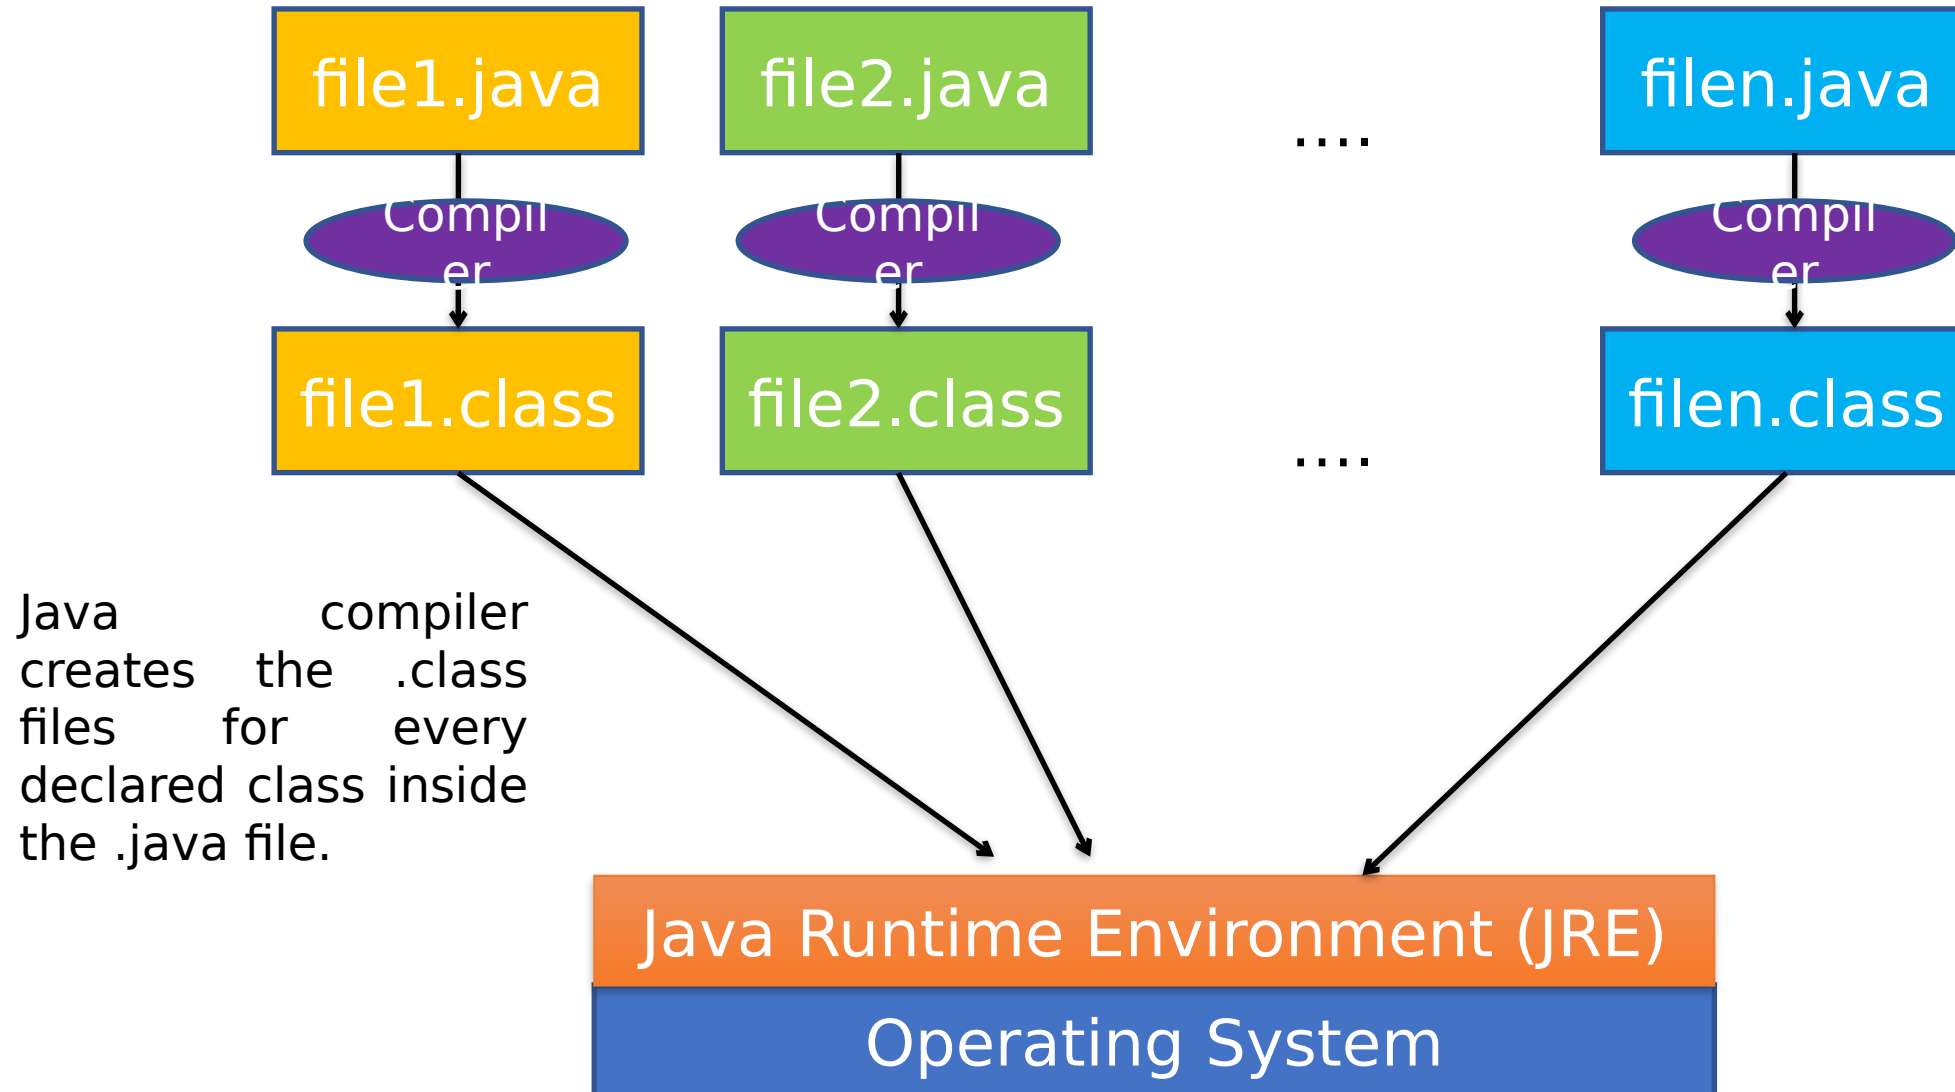 file1.java
file2.java
....
filen.java
Compil
er
Compil
er
Compil
er
file1.class
file2.class
....
filen.class
Java compiler
creates the .class
files for every
declared class inside
the .java file.
Java Runtime Environment (JRE)
Operating System